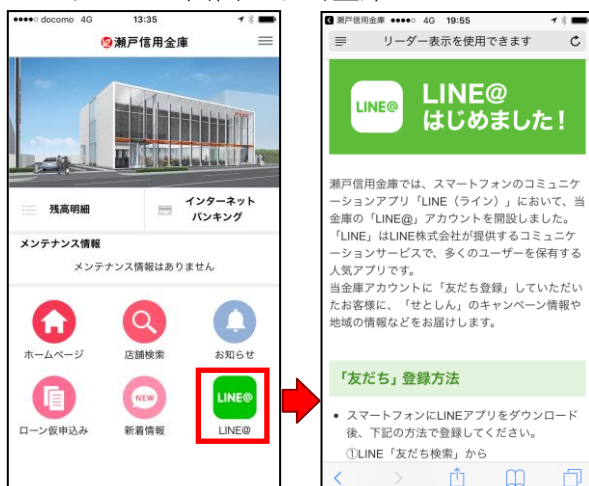 docomo 4G 13:35
瀬戸信用金庫
残高明細
インターネット
バンキング
メンテナンス情報
メンテナンス情報はありません
ホームページ
店舗検索
お知らせ
NEW
LINE@
ローン仮申込み
新着情報
LINE@
瀬戸信用金庫 4G 19:55
リーダー表示を使用できます
LINE@
LINE@
はじめました!
瀬戸信用金庫では、スマートフォンのコミュニケ
ーションアプリ「LINE（ライン）」において、当
金庫の「LINE@」アカウントを開設しました。
「LINE」はLINE株式会社が提供するコミュニケ
ーションサービスで、多くのユーザーを保有する
人気アプリです。
当金庫アカウントに「友だち登録」していただい
たお客様に、「せとしん」のキャンペーン情報や
地域の情報などをお届けします。
「友だち」登録方法
• スマートフォンにLINEアプリをダウンロード
後、下記の方法で登録してください。
①LINE「友だち検索」から